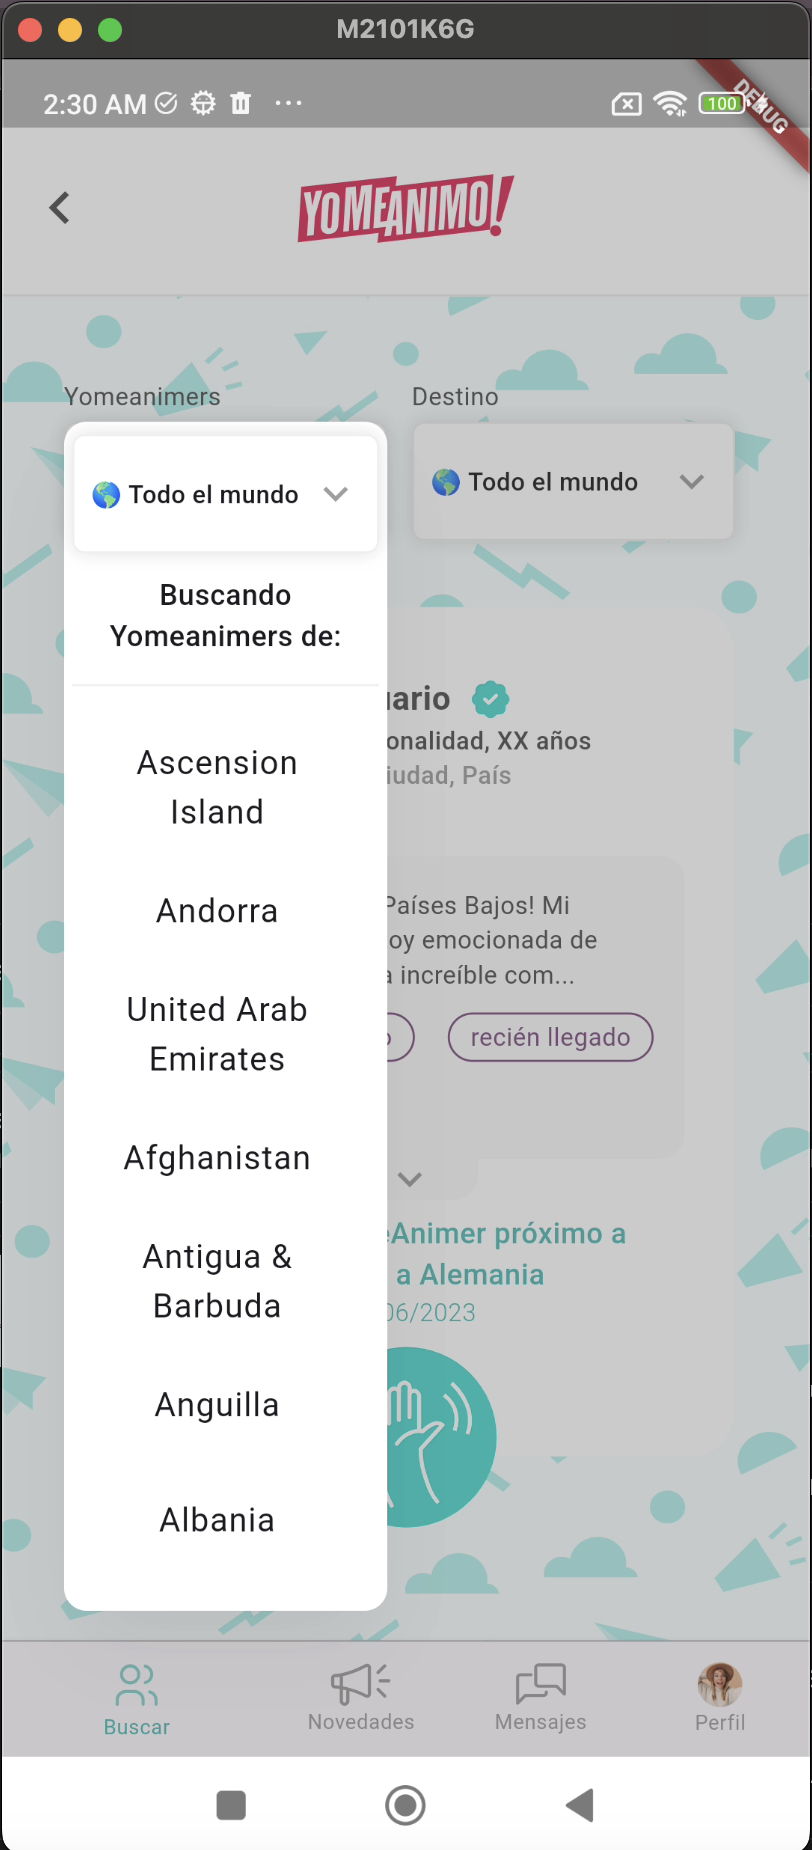 M2101K6G
2:30 AM
100
DEBUG
YOMEANIMO!
Yomeanimers
Destino
Todo el mundo
Todo el mundo
Buscando
Yomeanimers de:
Ascension
Island
Andorra
United Arab
Emirates
Afghanistan
Antigua &
Barbuda
Anguilla
Albania
uario
onalidad, XX años
iudad, País
Países Bajos! Mi
oy emocionada de
a increíble com...
o
recién llegado
eAnimer próximo a
a Alemania
06/2023
Buscar
Novedades
Mensajes
Perfil